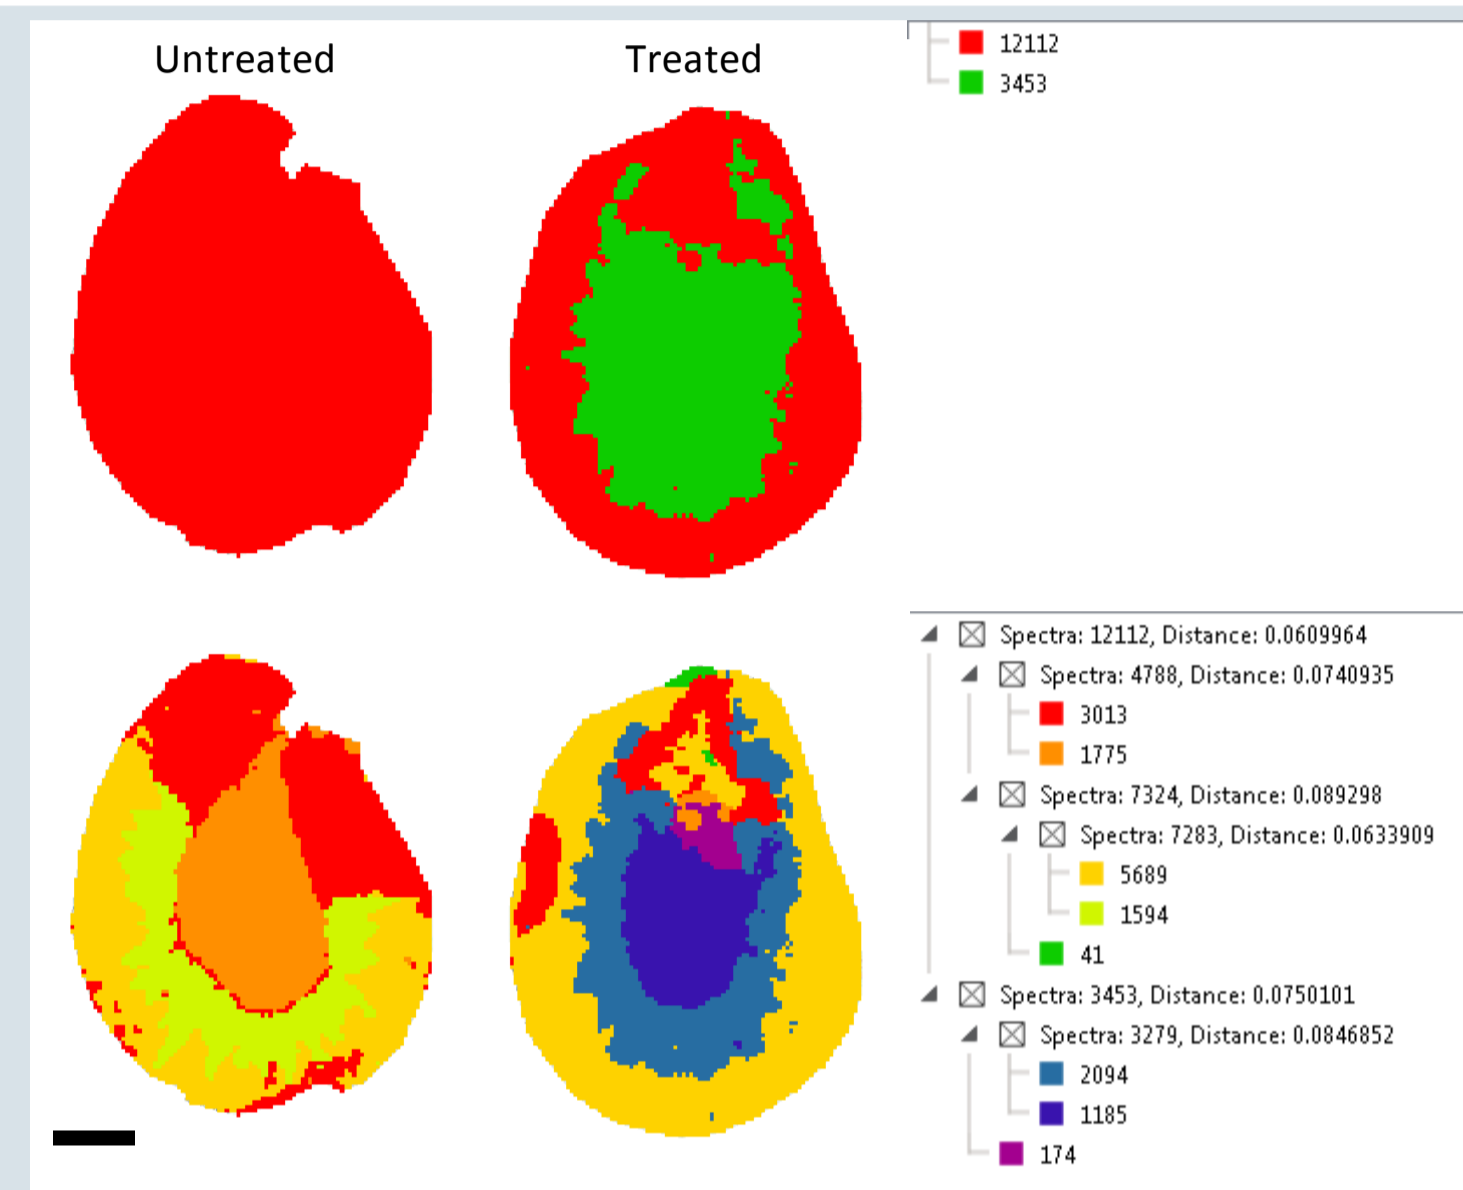 Untreated
Treated
12112
3453
Spectra: 12112, Distance: 0.0609964
Spectra: 4788, Distance: 0.0740935
3013
1775
Spectra: 7324, Distance: 0.089298
Spectra: 7283, Distance: 0.0633909
5689
1594
41
Spectra: 3453, Distance: 0.0750101
Spectra: 3279, Distance: 0.0846852
2094
1185
174